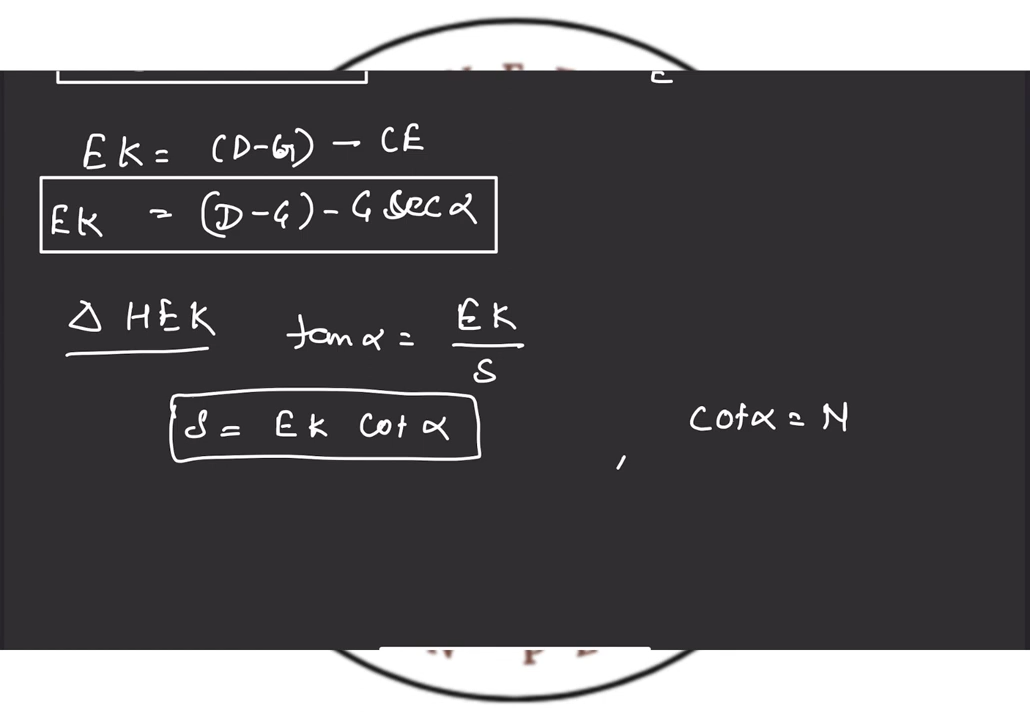 EK = (D-G) - CE
EK = (D-G) - G Sec α
Δ HEK tan α = EK / S
S = EK Cot α , Cot α = N